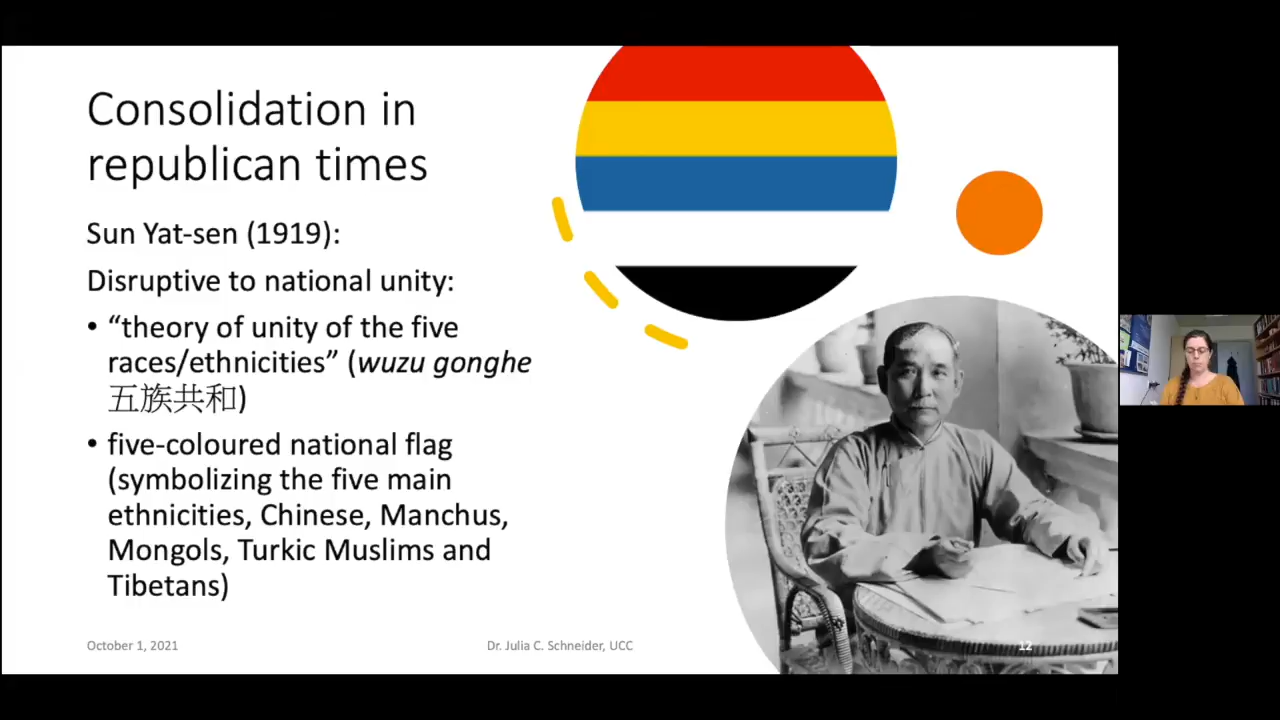 Consolidation in
republican times
Sun Yat-sen (1919):
Disruptive to national unity:
• “theory of unity of the five
races/ethnicities” (wuzu gonghe
五族共和)
• five-coloured national flag
(symbolizing the five main
ethnicities, Chinese, Manchus,
Mongols, Turkic Muslims and
Tibetans)
October 1, 2021
Dr. Julia C. Schneider, UCC
12